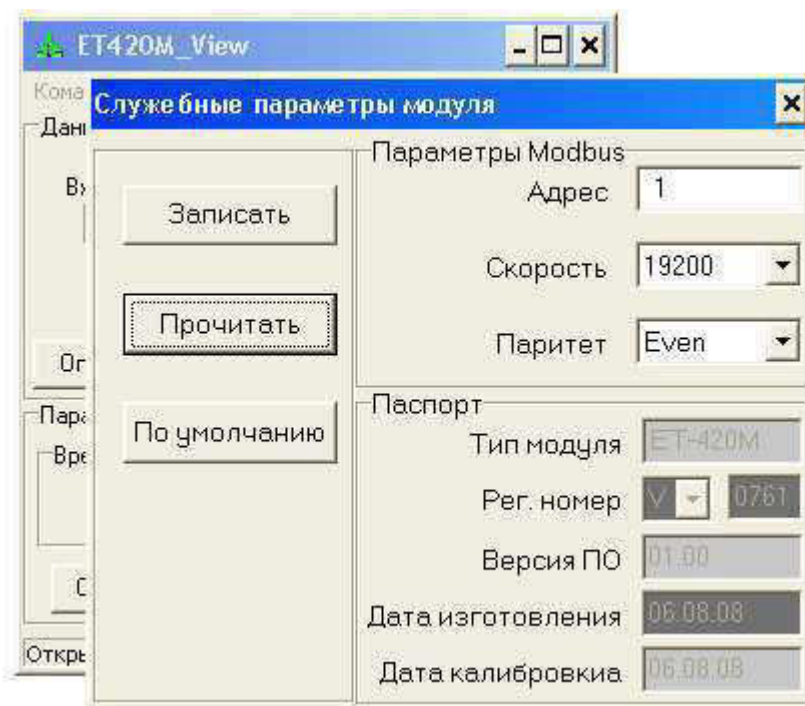 ET420M_View
Служебные параметры модуля
Записать
Прочитать
По умолчанию
Параметры Modbus
Адрес 1
Скорость 19200
Паритет Even
Паспорт
Тип модуля ET-420M
Рег. номер V 0761
Версия ПО 01.00
Дата изготовления 06.08.08
Дата калибровкиа 06.08.08